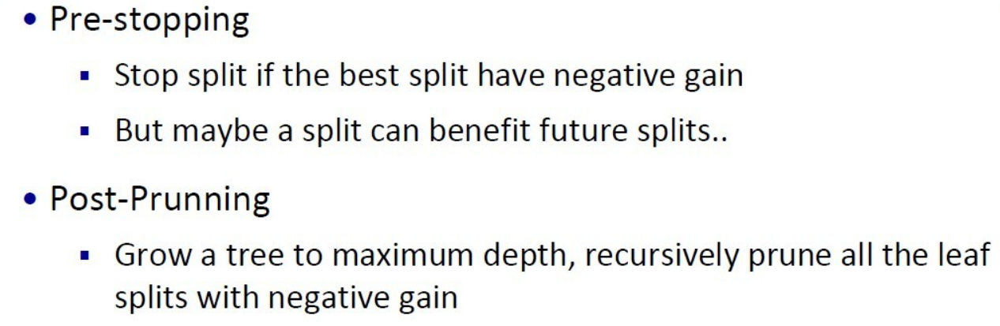 • Pre-stopping
▪ Stop split if the best split have negative gain
▪ But maybe a split can benefit future splits..
• Post-Prunning
▪ Grow a tree to maximum depth, recursively prune all the leaf
splits with negative gain